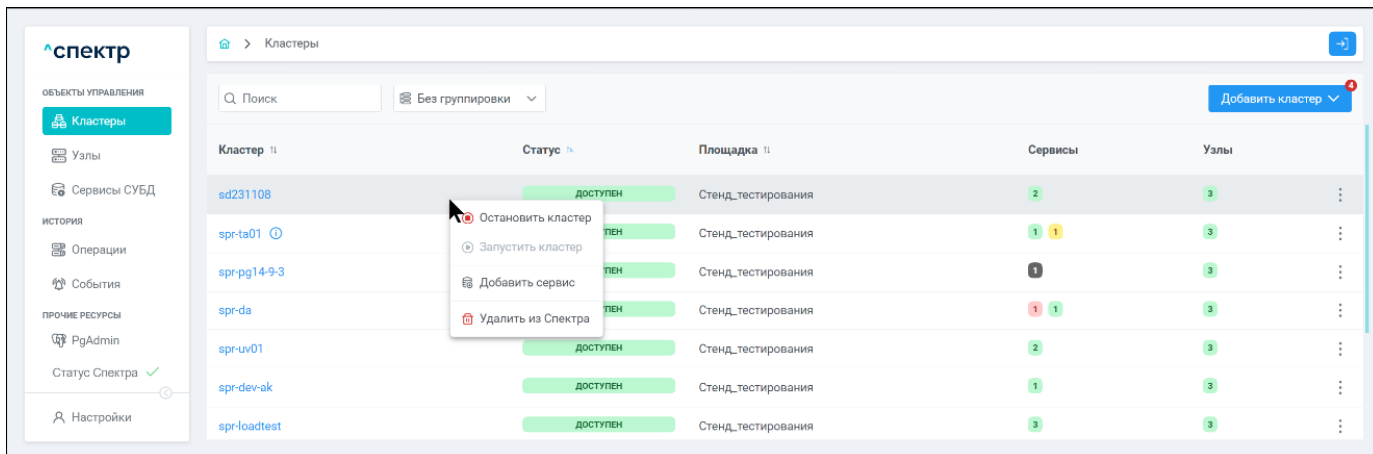 ^спектр
ОБЪЕКТЫ УПРАВЛЕНИЯ
Кластеры
Узлы
Сервисы СУБД
ИСТОРИЯ
Операции
События
ПРОЧИЕ РЕСУРСЫ
PgAdmin
Статус Спектра
Настройки
> Кластеры
Поиск
Без группировки
Добавить кластер
4
Кластер Статус Площадка Сервисы Узлы
sd231108 ДОСТУПЕН Стенд_тестирования 2 3
spr-ta01 ПЕН Стенд_тестирования 1 1 3
spr-pg14-9-3 ПЕН Стенд_тестирования 1 3
spr-da ПЕН Стенд_тестирования 1 1 3
spr-uv01 ДОСТУПЕН Стенд_тестирования 2 3
spr-dev-ak ДОСТУПЕН Стенд_тестирования 1 3
spr-loadtest ДОСТУПЕН Стенд_тестирования 3 3
Остановить кластер
Запустить кластер
Добавить сервис
Удалить из Спектра